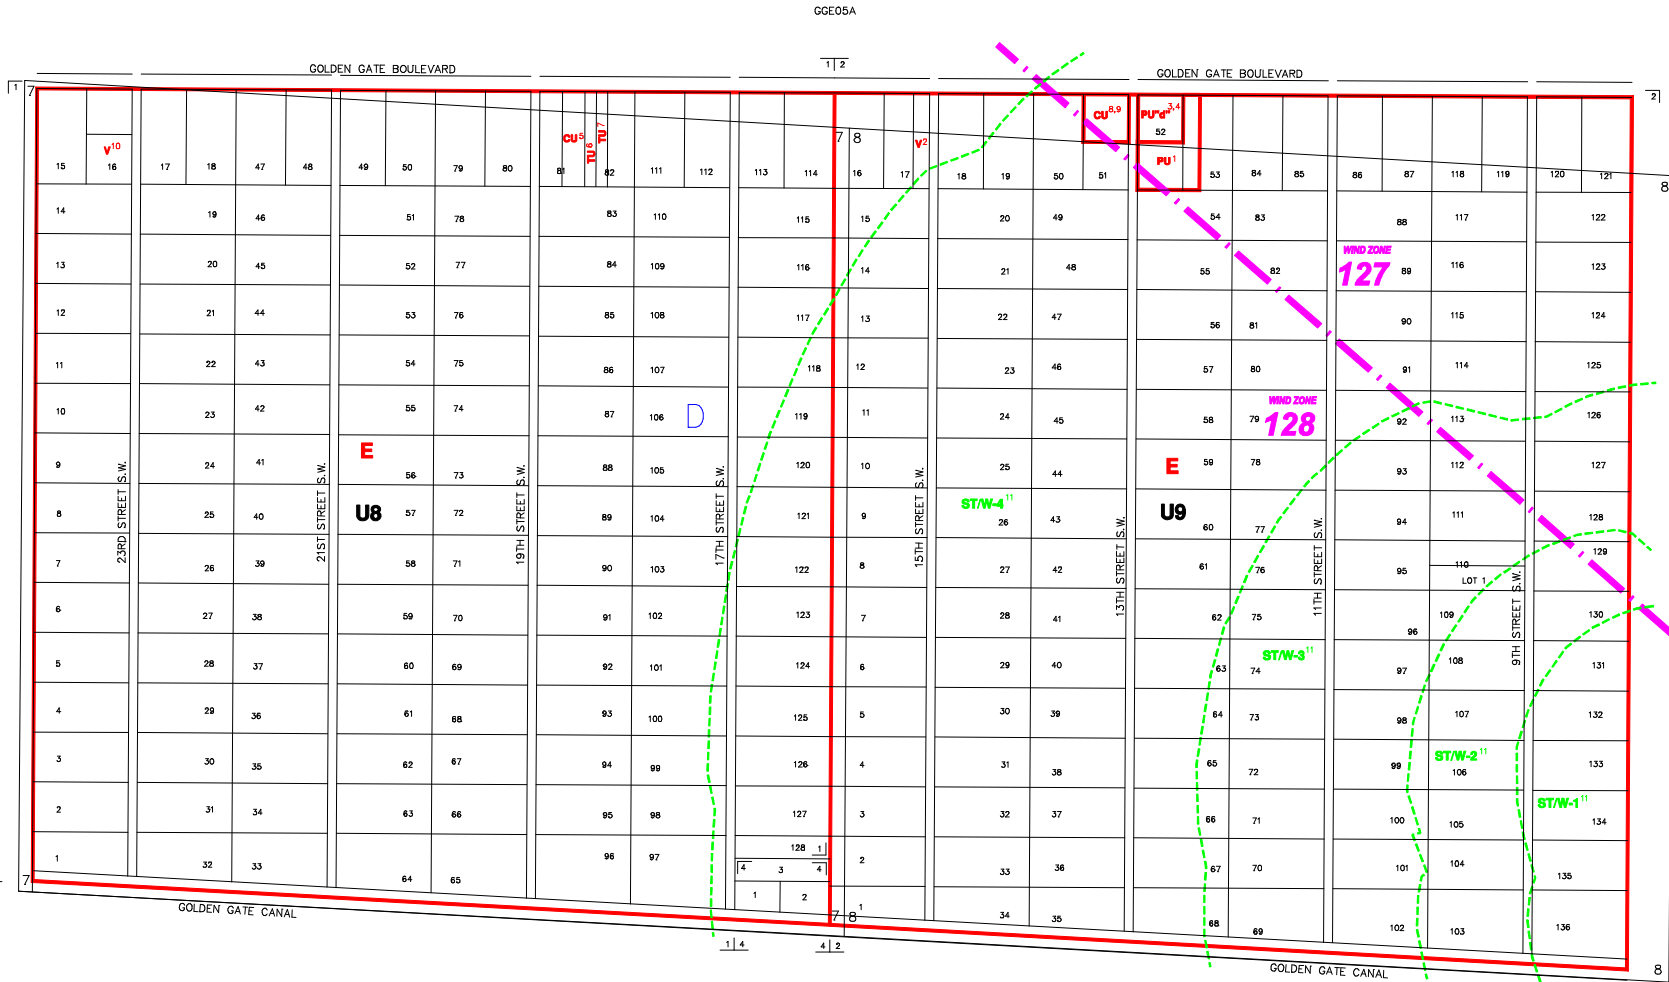 GGE05A
1 2
GOLDEN GATE BOULEVARD
GOLDEN GATE BOULEVARD
1 7
2
CU8,9
PU"d"3,4
52
V10
CU5
TU6
TU7
7 8
V2
PU1
8
15 16 17 18 47 48 49 50 79 80 81 82 111 112 113 114 16 17 18 19 50 51 53 84 85 86 87 118 119 120 121
14 19 46 51 78 83 110 115 15 20 49 54 83 88 117 122
WIND ZONE
127
13 20 45 52 77 84 109 116 14 21 48 55 82 89 116 123
12 21 44 53 76 85 108 117 13 22 47 56 81 90 115 124
11 22 43 54 75 86 107 118 12 23 46 57 80 91 114 125
WIND ZONE
128
10 23 42 55 74 87 106 D 119 11 24 45 58 79 92 113 126
E
E
9 24 41 56 73 88 105 120 10 25 44 59 78 93 112 127
ST/W-4 11
U8
U9
8 25 40 57 72 89 104 121 9 26 43 60 77 94 111 128
23RD STREET S.W.
21ST STREET S.W.
19TH STREET S.W.
17TH STREET S.W.
15TH STREET S.W.
13TH STREET S.W.
11TH STREET S.W.
9TH STREET S.W.
7 26 39 58 71 90 103 122 8 27 42 61 76 95 110 129
LOT 1
6 27 38 59 70 91 102 123 7 28 41 62 75 96 109 130
ST/W-3 11
5 28 37 60 69 92 101 124 6 29 40 63 74 97 108 131
4 29 36 61 68 93 100 125 5 30 39 64 73 98 107 132
ST/W-2 11
3 30 35 62 67 94 99 126 4 31 38 65 72 99 106 133
ST/W-1 11
2 31 34 63 66 95 98 127 3 32 37 66 71 100 105 134
128 1
1 32 33 64 65 96 97 4 3 4 2 33 36 67 70 101 104 135
1 2 1 34 35 68 69 102 103 136
7
7 8
8
GOLDEN GATE CANAL
1 4
4 2
GOLDEN GATE CANAL